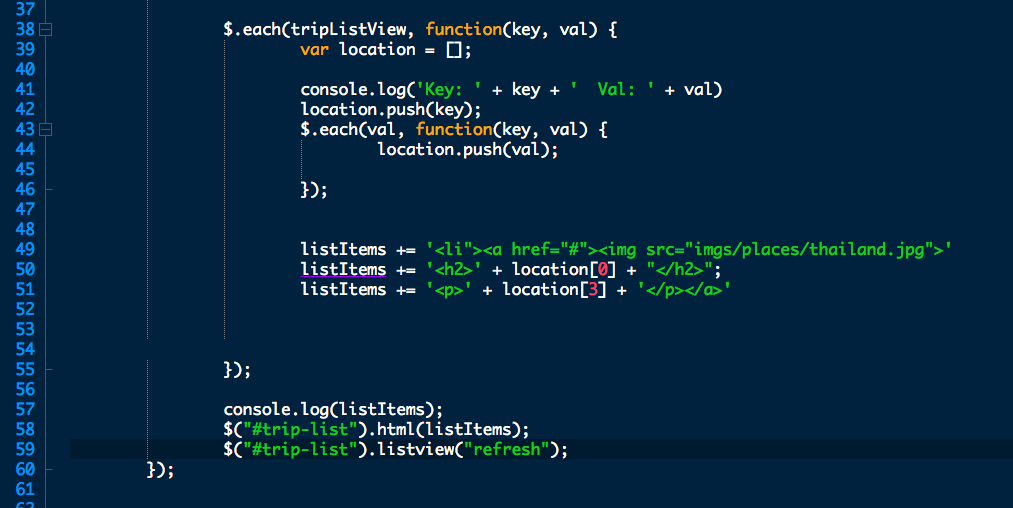 37
38 $.each(tripListView, function(key, val) {
39 var location = [];
40
41 console.log('Key: ' + key + '  Val: ' + val)
42 location.push(key);
43 $.each(val, function(key, val) {
44 location.push(val);
45
46 });
47
48
49 listItems += '<li"><a href="#"><img src="imgs/places/thailand.jpg">'
50 listItems += '<h2>' + location[0] + "</h2>";
51 listItems += '<p>' + location[3] + '</p></a>'
52
53
54
55 });
56
57 console.log(listItems);
58 $("#trip-list").html(listItems);
59 $("#trip-list").listview("refresh");
60 });
61